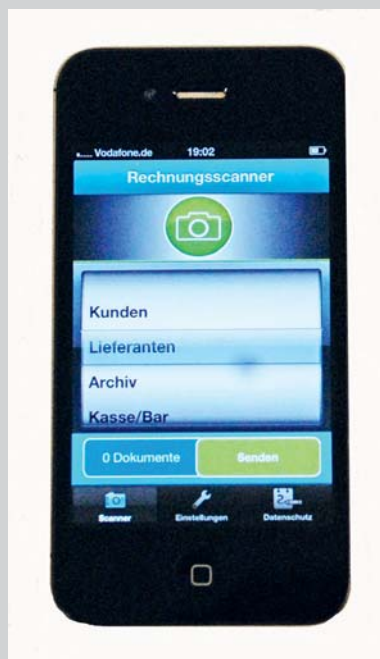 Vodafone.de 19:02
Rechnungsscanner
Kunden
Lieferanten
Archiv
Kasse/Bar
0 Dokumente Senden
Scanner Einstellungen Datenschutz